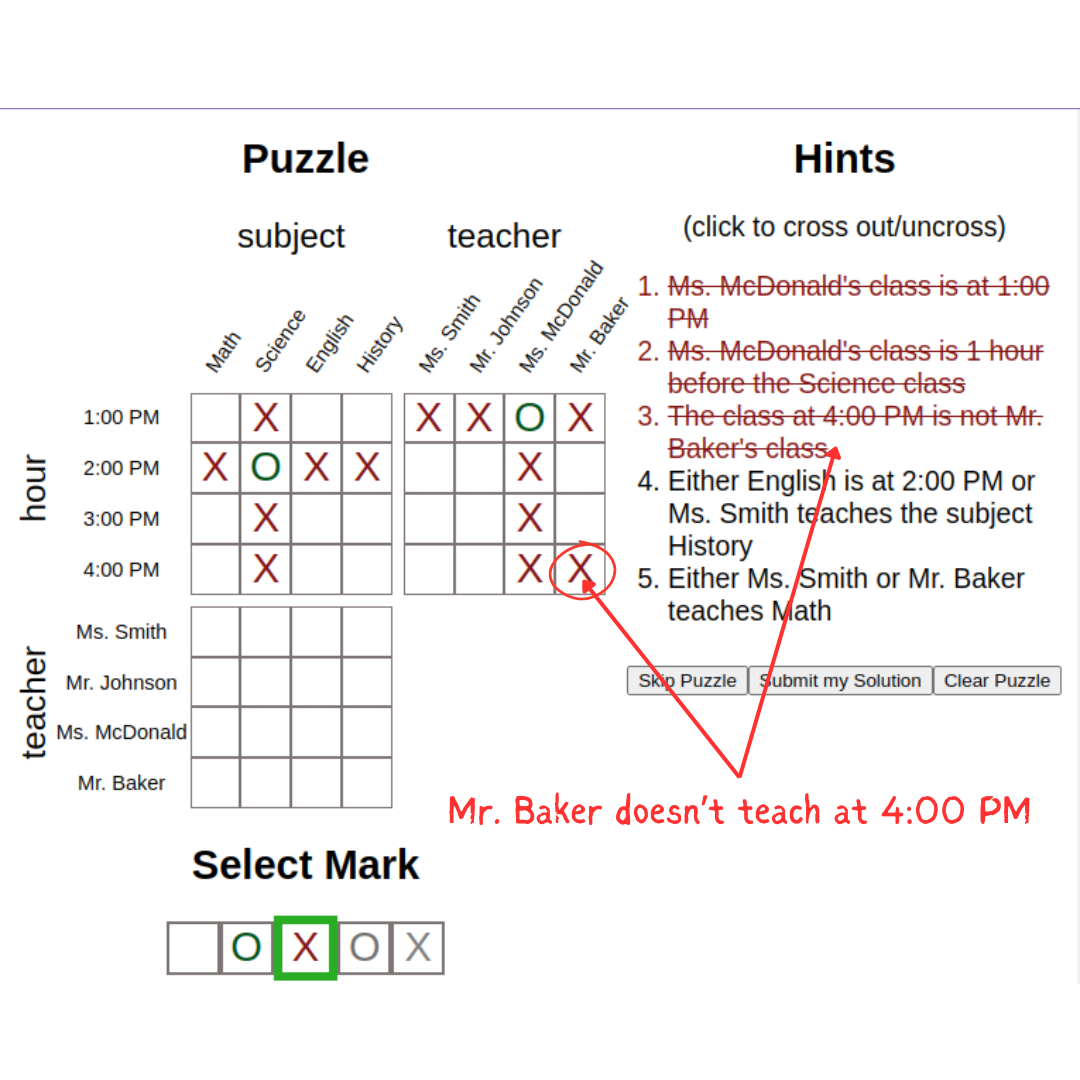 Puzzle
Hints
subject
teacher
(click to cross out/uncross)
Math
Science
English
History
Ms. Smith
Mr. Johnson
Ms. McDonald
Mr. Baker
hour
1:00 PM X X X O X
2:00 PM X O X X X
3:00 PM X X
4:00 PM X X X
teacher
Ms. Smith
Mr. Johnson
Ms. McDonald
Mr. Baker
1. Ms. McDonald's class is at 1:00
PM
2. Ms. McDonald's class is 1 hour
before the Science class
3. The class at 4:00 PM is not Mr.
Baker's class
4. Either English is at 2:00 PM or
Ms. Smith teaches the subject
History
5. Either Ms. Smith or Mr. Baker
teaches Math
Skip Puzzle Submit my Solution Clear Puzzle
Mr. Baker doesn't teach at 4:00 PM
Select Mark
O X O X